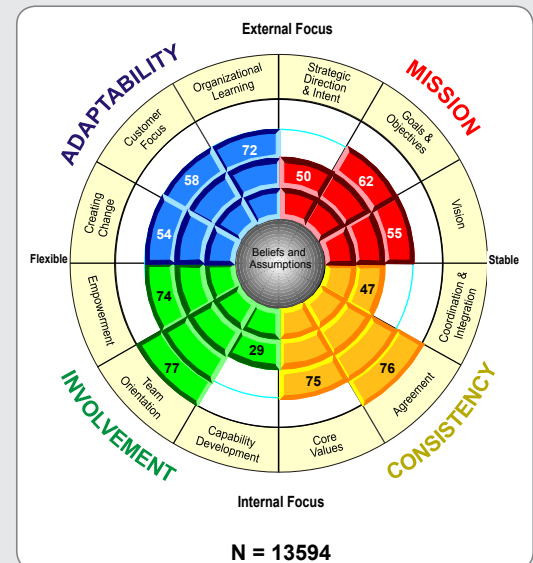 External Focus
ADAPTABILITY
MISSION
Organizational
Learning
Strategic
Direction
& Intent
Customer
Focus
Goals &
Objectives
Creating
Change
Vision
72
50
62
58
54
55
Flexible
Beliefs and
Assumptions
Stable
74
47
77
29
75
76
Empowerment
Coordination &
Integration
Team
Orientation
Agreement
Capability
Development
Core
Values
INVOLVEMENT
CONSISTENCY
Internal Focus
N = 13594